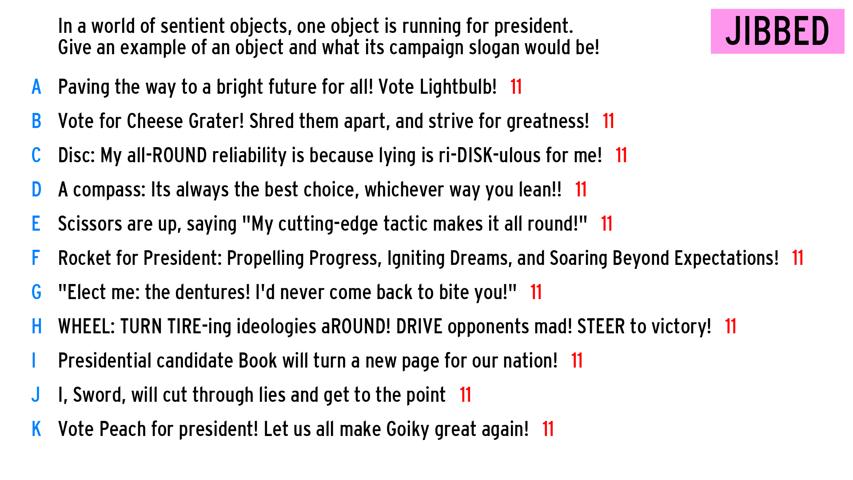 In a world of sentient objects, one object is running for president.
Give an example of an object and what its campaign slogan would be!
JIBBED
A Paving the way to a bright future for all! Vote Lightbulb! 11
B Vote for Cheese Grater! Shred them apart, and strive for greatness! 11
C Disc: My all-ROUND reliability is because lying is ri-DISK-ulous for me! 11
D A compass: Its always the best choice, whichever way you lean!! 11
E Scissors are up, saying "My cutting-edge tactic makes it all round!" 11
F Rocket for President: Propelling Progress, Igniting Dreams, and Soaring Beyond Expectations! 11
G "Elect me: the dentures! I'd never come back to bite you!" 11
H WHEEL: TURN TIRE-ing ideologies aROUND! DRIVE opponents mad! STEER to victory! 11
I Presidential candidate Book will turn a new page for our nation! 11
J I, Sword, will cut through lies and get to the point 11
K Vote Peach for president! Let us all make Goiky great again! 11